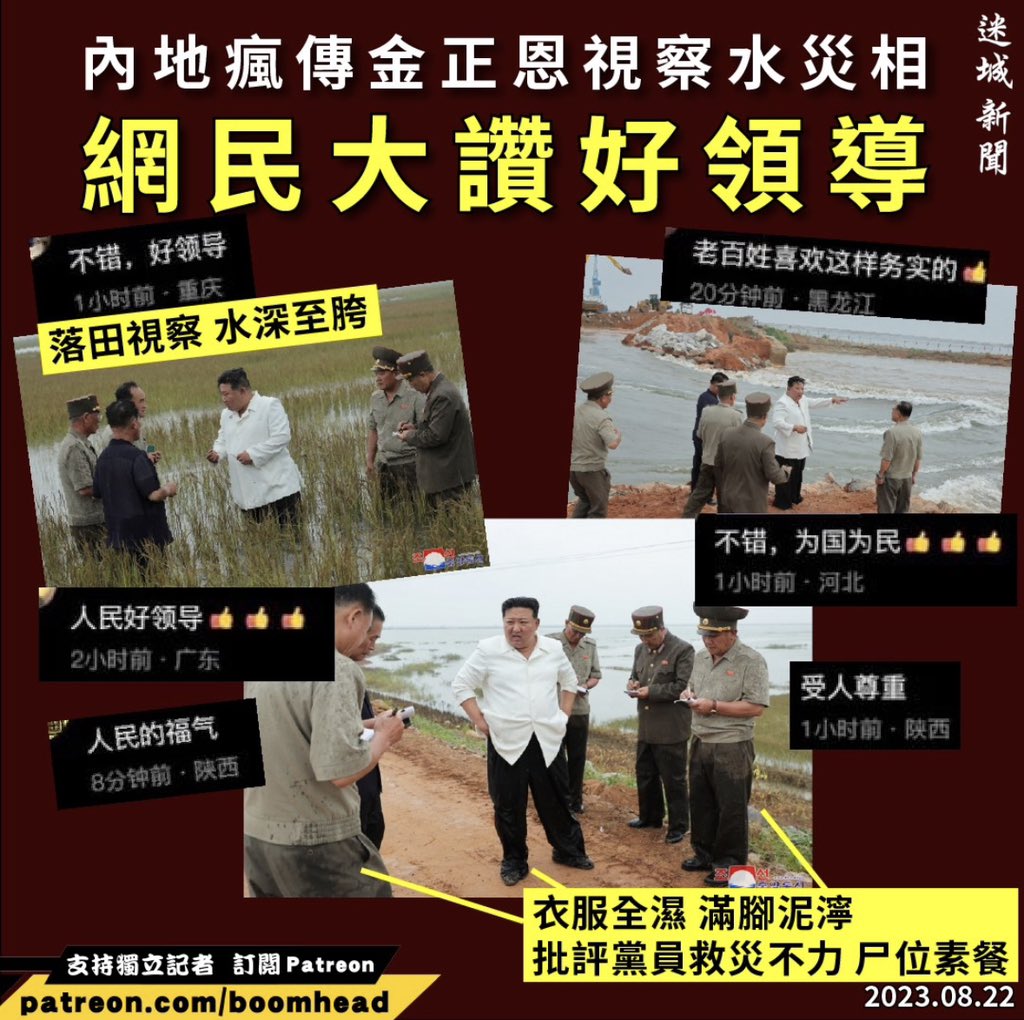 迷城新聞
內地瘋傳金正恩視察水災相
網民大讚好領導
不错，好领导
1小时前·重庆
落田視察 水深至胯
老百姓喜欢这样务实的👍
20分钟前·黑龙江
不错，为国为民👍👍👍
1小时前·河北
人民好领导👍👍👍
2小时前·广东
受人尊重
1小时前·陕西
人民的福气
8分钟前·陕西
衣服全濕 滿腳泥濘
批評黨員救災不力 尸位素餐
支持獨立記者 訂閱Patreon
patreon.com/boomhead
2023.08.22